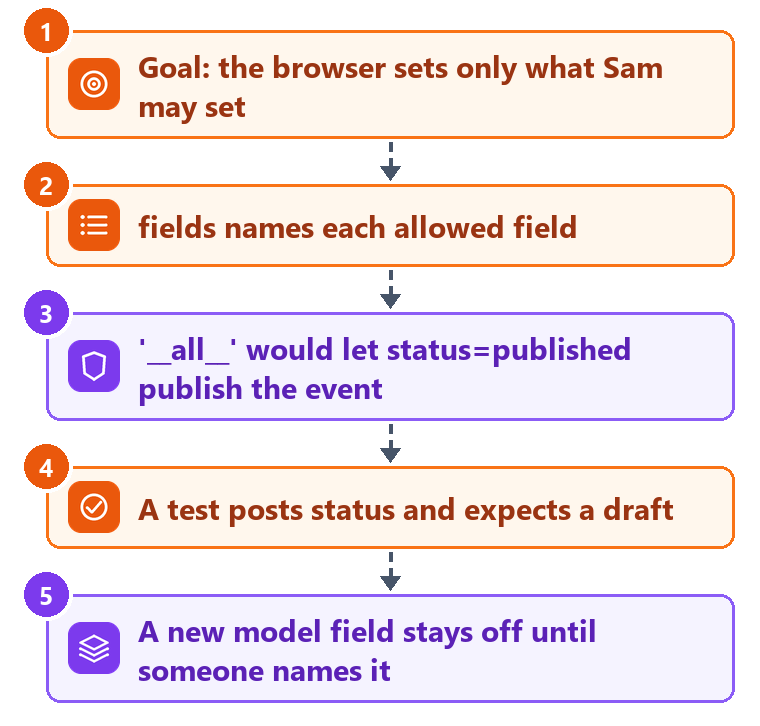 1
Goal: the browser sets only what Sam
may set
2
fields names each allowed field
3
'__all__' would let status=published
publish the event
4
A test posts status and expects a draft
5
A new model field stays off until
someone names it